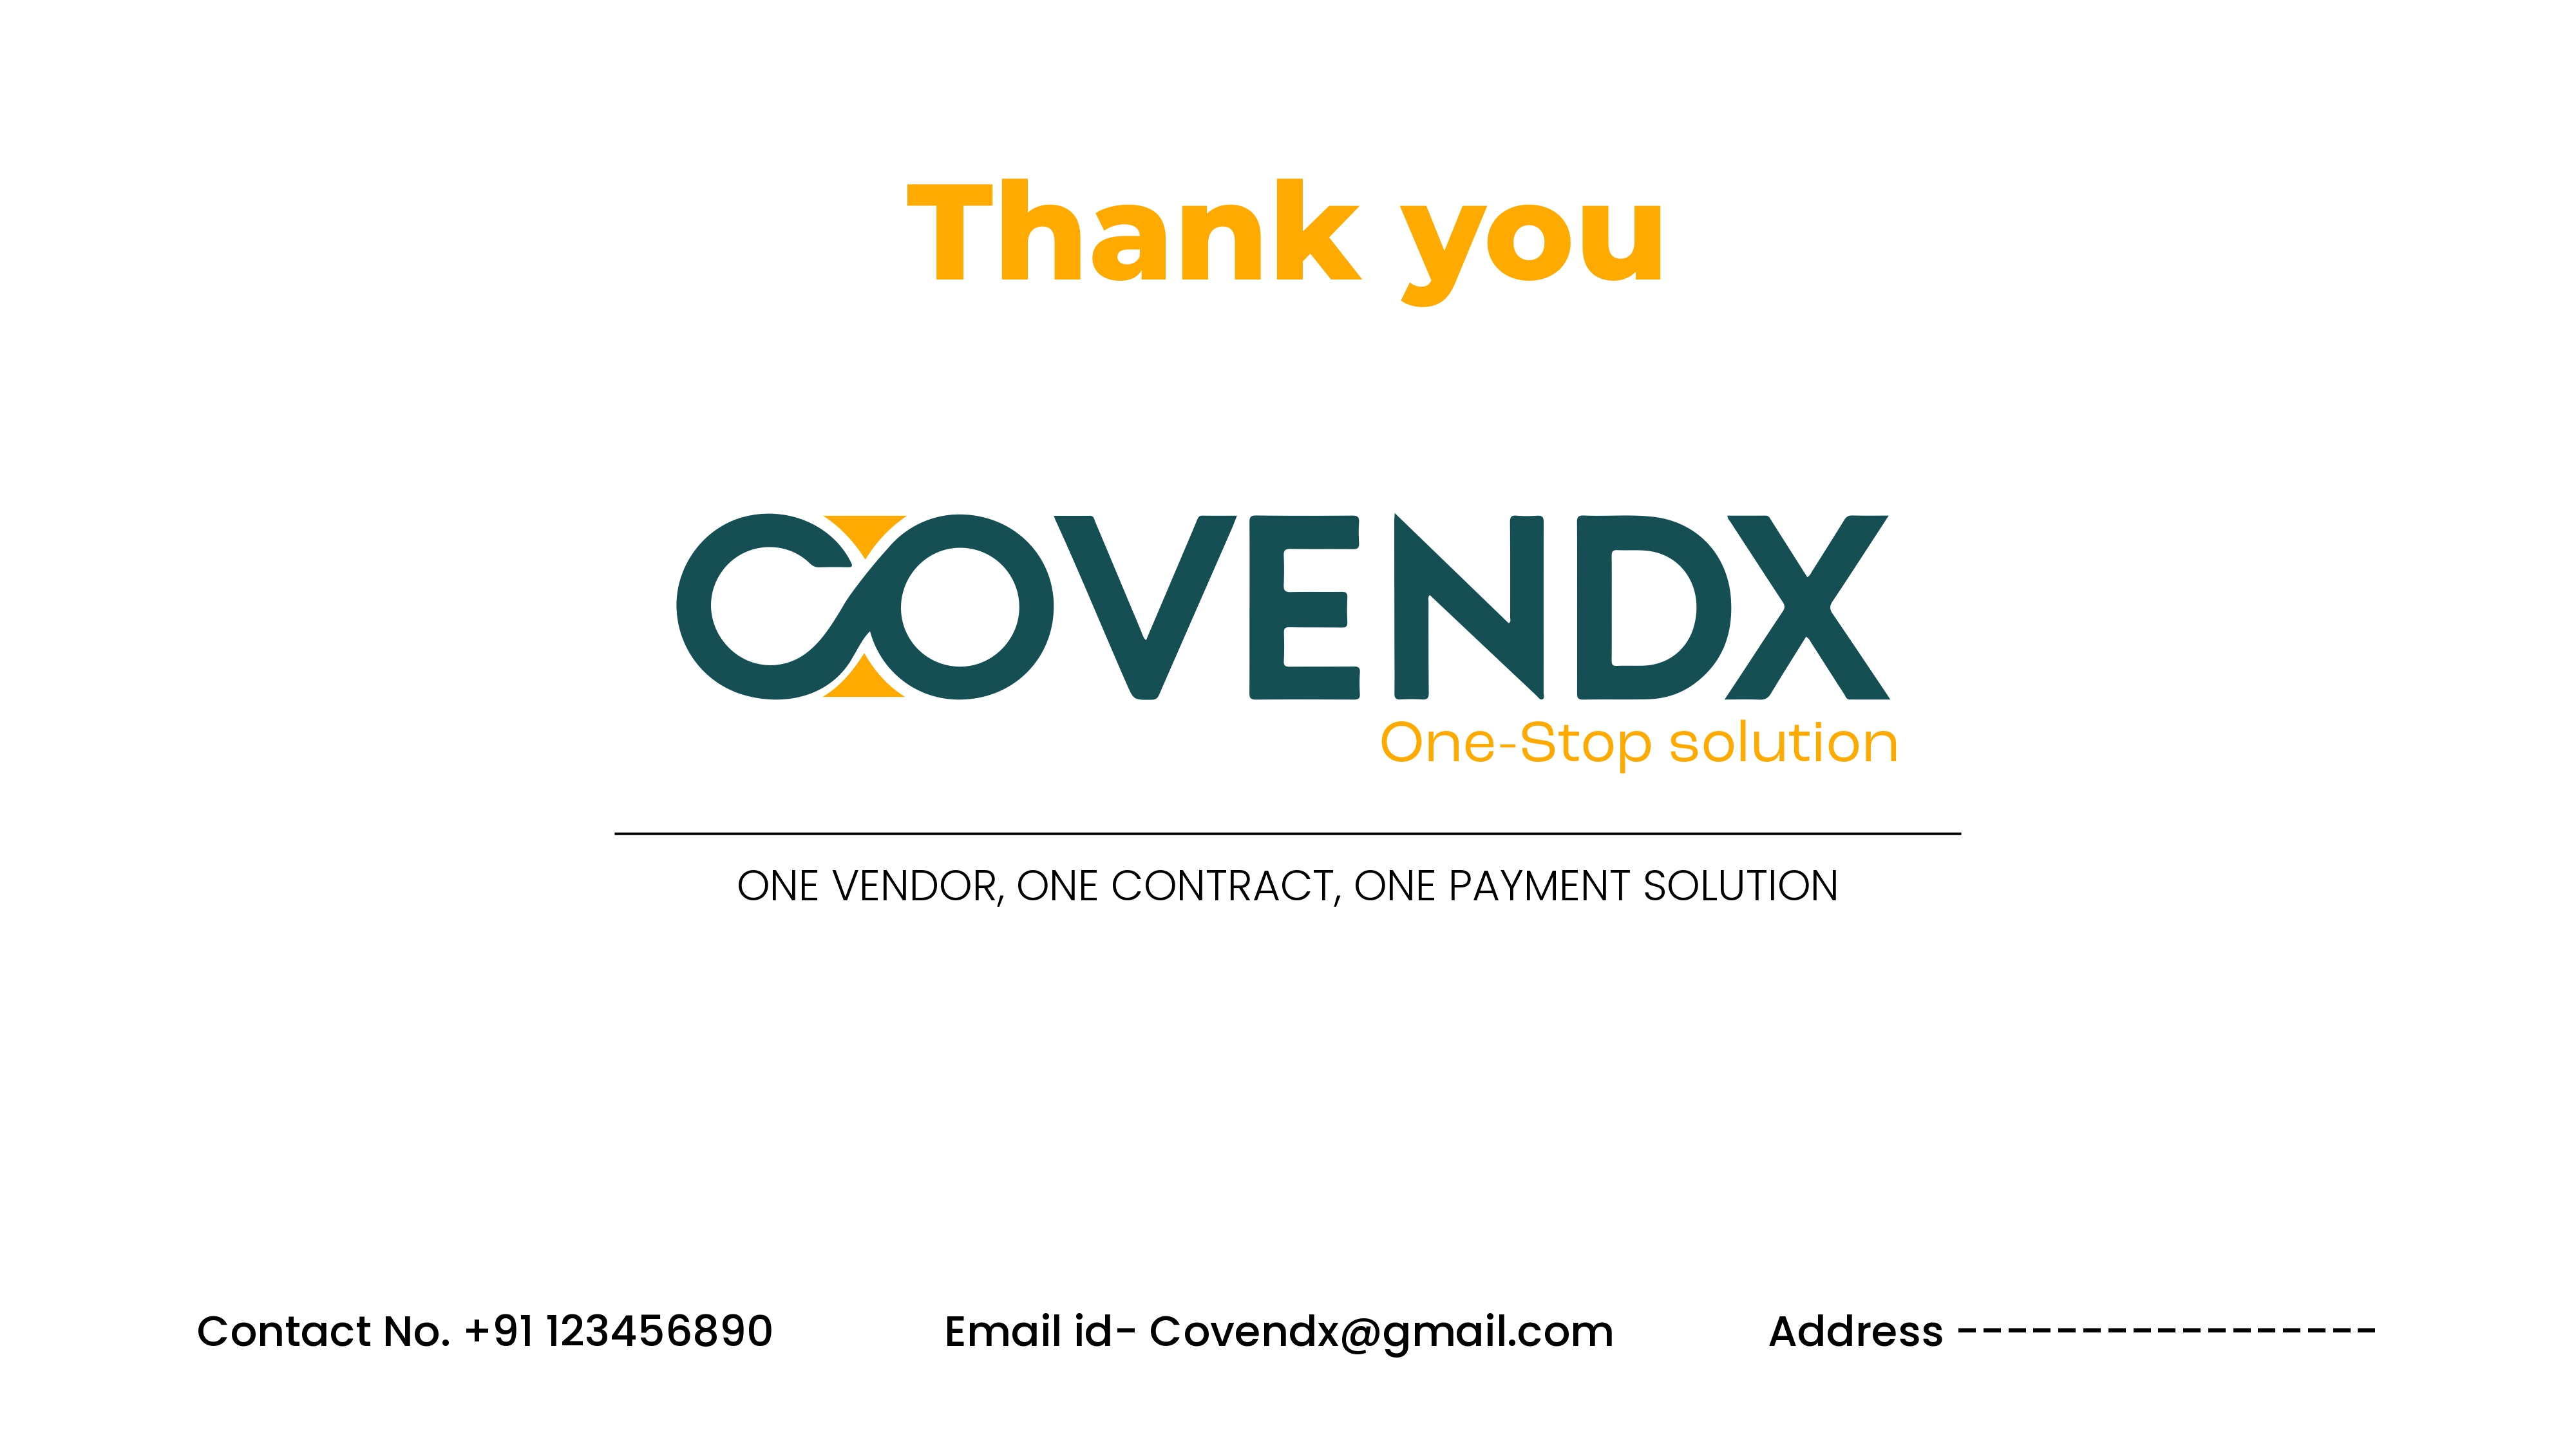 Thank you
COVENDX
One-Stop solution
ONE VENDOR, ONE CONTRACT, ONE PAYMENT SOLUTION
Contact No. +91 123456890 Email id- Covendx@gmail.com Address -----------------